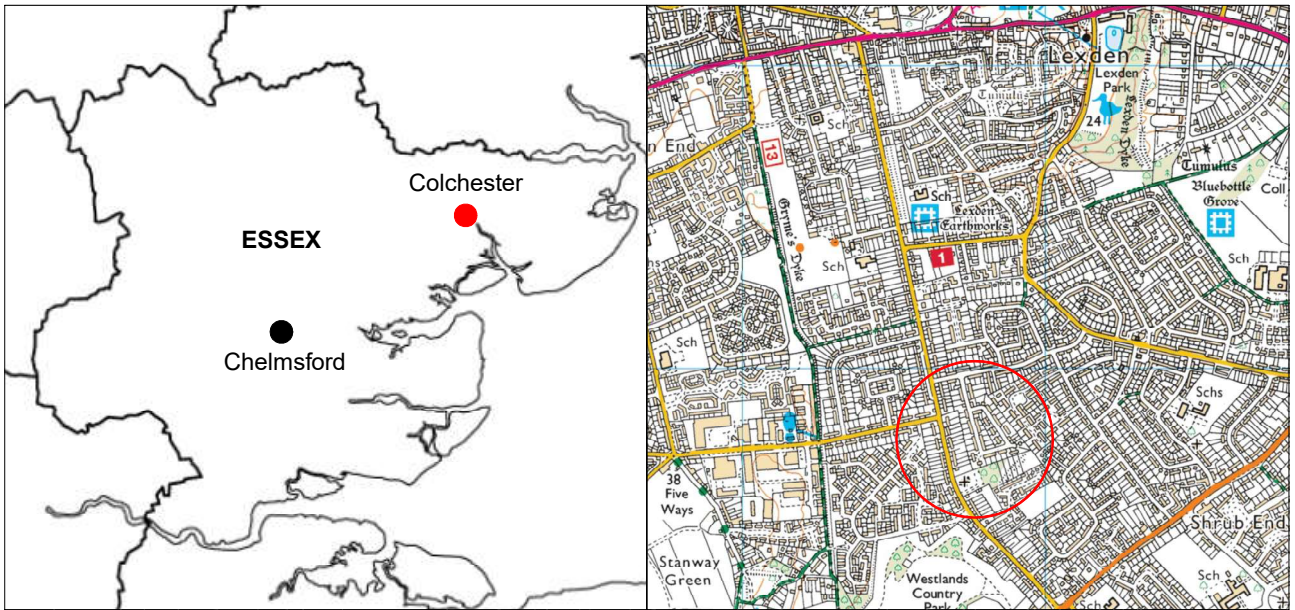 Colchester
ESSEX
Chelmsford
Lexden
Lexden
Park
Tumulus
Sch
24
Lexden Dyke
n End
13
Tumulus
Bluebottle
Grove
Coll
Sch
Lexden
Earthworks
Gryme's Dyke
Sch
1
Sch
Sch
Schs
38
Five
Ways
Shrub End
Stanway
Green
Westlands
Country
Park
Sch